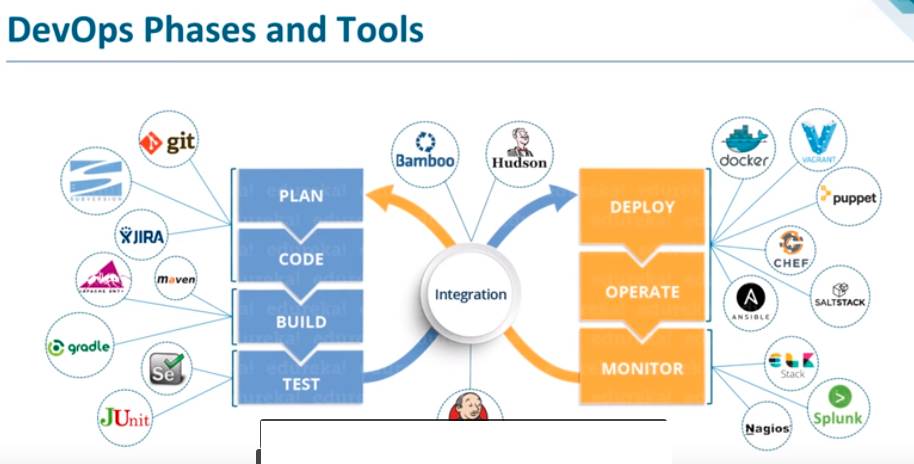 DevOps Phases and Tools
git
SUBVERSION
JIRA
APACHE ANT
maven
gradle
Se
JUnit
PLAN
CODE
BUILD
TEST
Bamboo
Hudson
Integration
DEPLOY
OPERATE
MONITOR
docker
VAGRANT
puppet
CHEF
ANSIBLE
SALTSTACK
ELK
Stack
Splunk
Nagios
edureka!